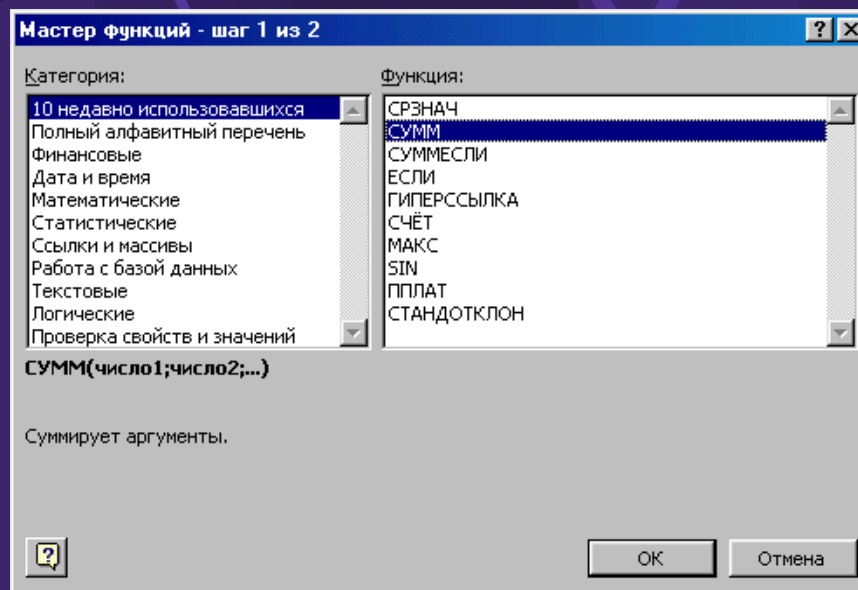 Мастер функций - шаг 1 из 2
Категория:
10 недавно использовавшихся
Полный алфавитный перечень
Финансовые
Дата и время
Математические
Статистические
Ссылки и массивы
Работа с базой данных
Текстовые
Логические
Проверка свойств и значений
Функция:
СРЗНАЧ
СУММ
СУММЕСЛИ
ЕСЛИ
ГИПЕРССЫЛКА
СЧЁТ
МАКС
SIN
ППЛАТ
СТАНДОТКЛОН
СУММ(число1;число2;...)
Суммирует аргументы.
ОК
Отмена